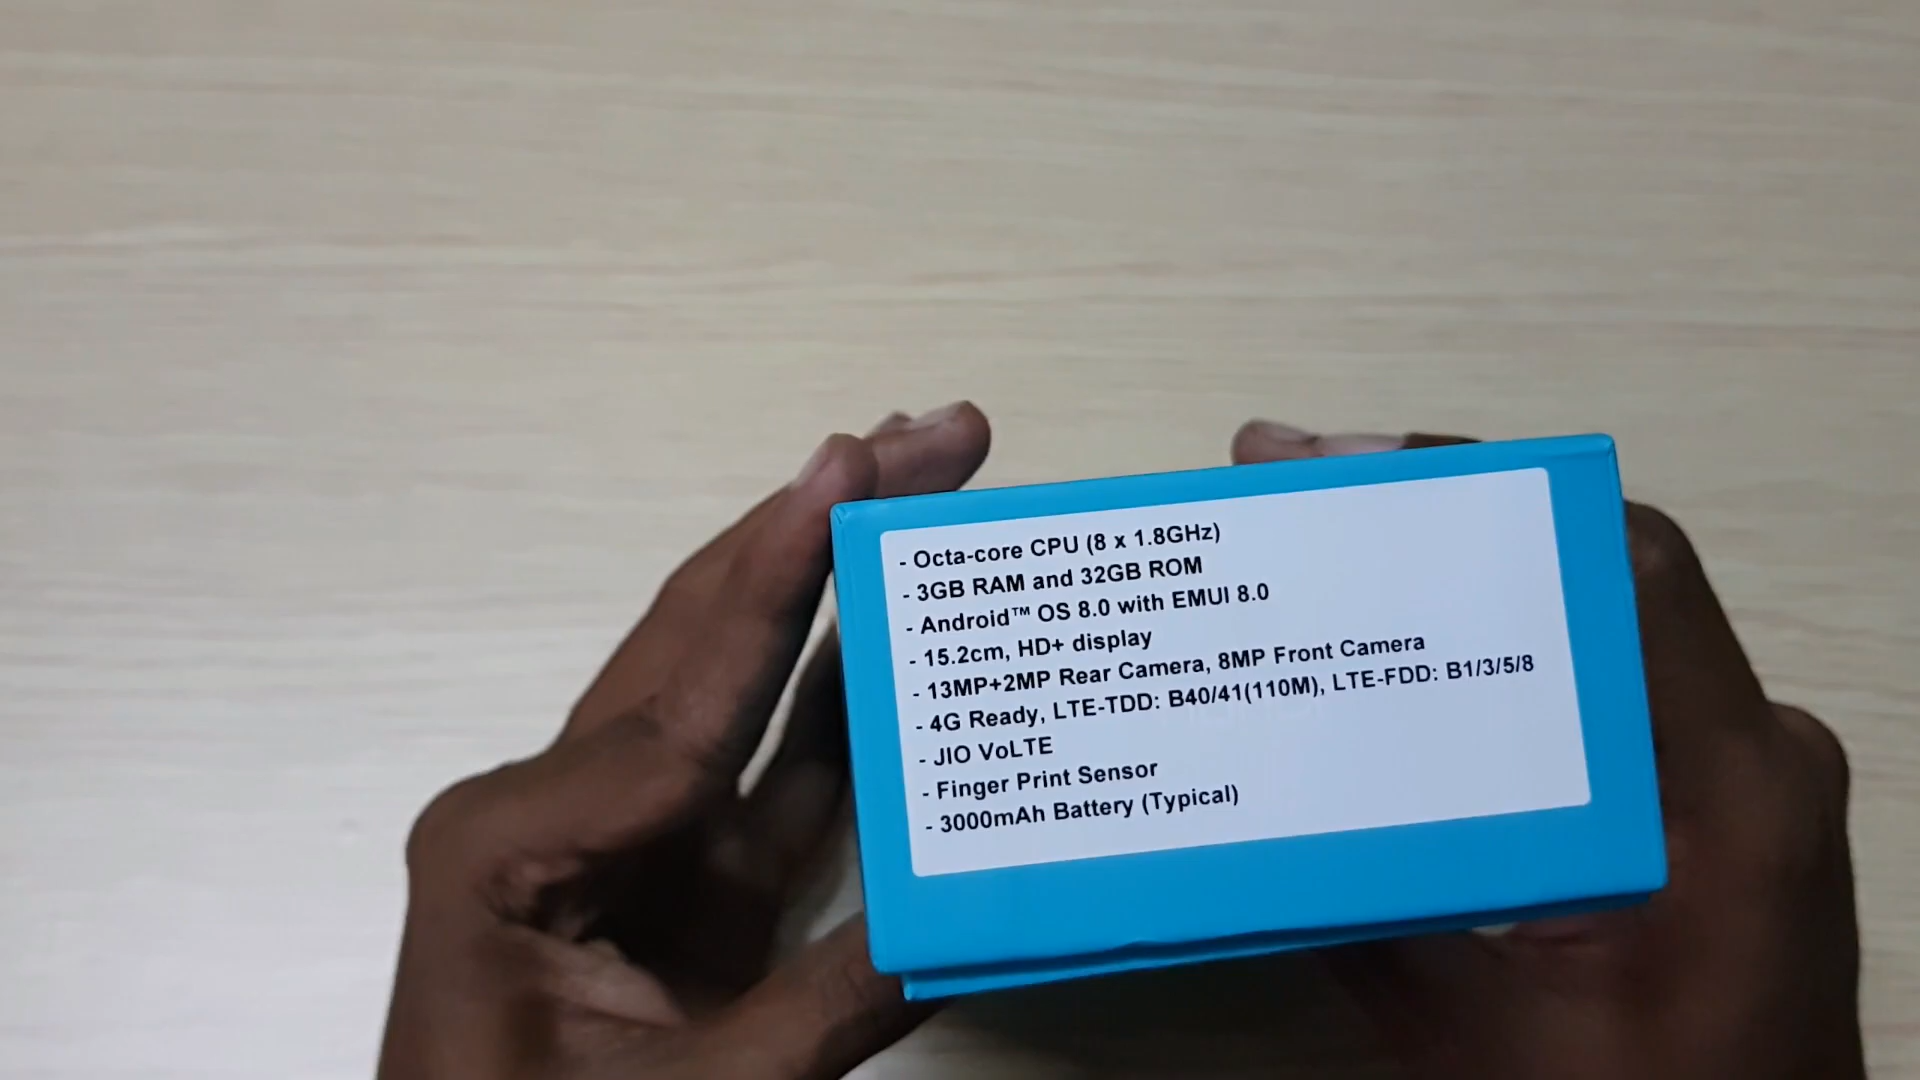 - Octa-core CPU (8 x 1.8GHz)
- 3GB RAM and 32GB ROM
- Android™ OS 8.0 with EMUI 8.0
- 15.2cm, HD+ display
- 13MP+2MP Rear Camera, 8MP Front Camera
- 4G Ready, LTE-TDD: B40/41(110M), LTE-FDD: B1/3/5/8
- JIO VoLTE
- Finger Print Sensor
- 3000mAh Battery (Typical)